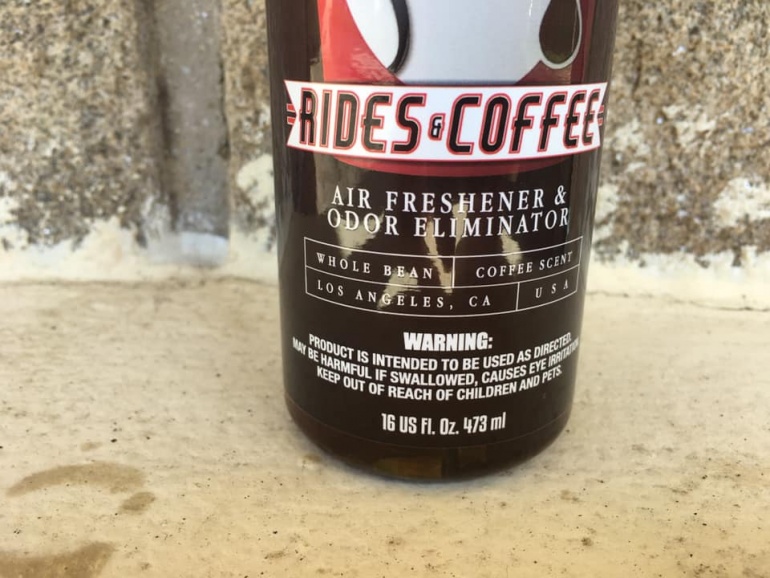 RIDES & COFFEE
AIR FRESHENER &
ODOR ELIMINATOR
WHOLE BEAN COFFEE SCENT
LOS ANGELES, CA USA
WARNING:
PRODUCT IS INTENDED TO BE USED AS DIRECTED.
MAY BE HARMFUL IF SWALLOWED, CAUSES EYE IRRITATION.
KEEP OUT OF REACH OF CHILDREN AND PETS.
16 US Fl. Oz. 473 ml